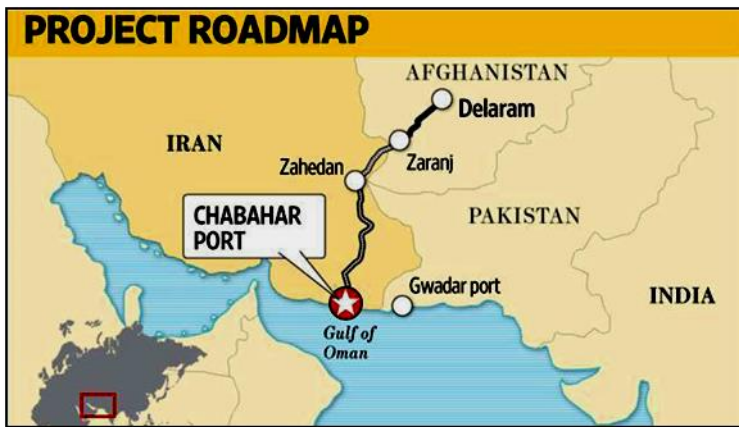 PROJECT ROADMAP
AFGHANISTAN
Delaram
IRAN
Zahedan
Zaranj
CHABAHAR
PORT
PAKISTAN
Gwadar port
INDIA
Gulf of
Oman